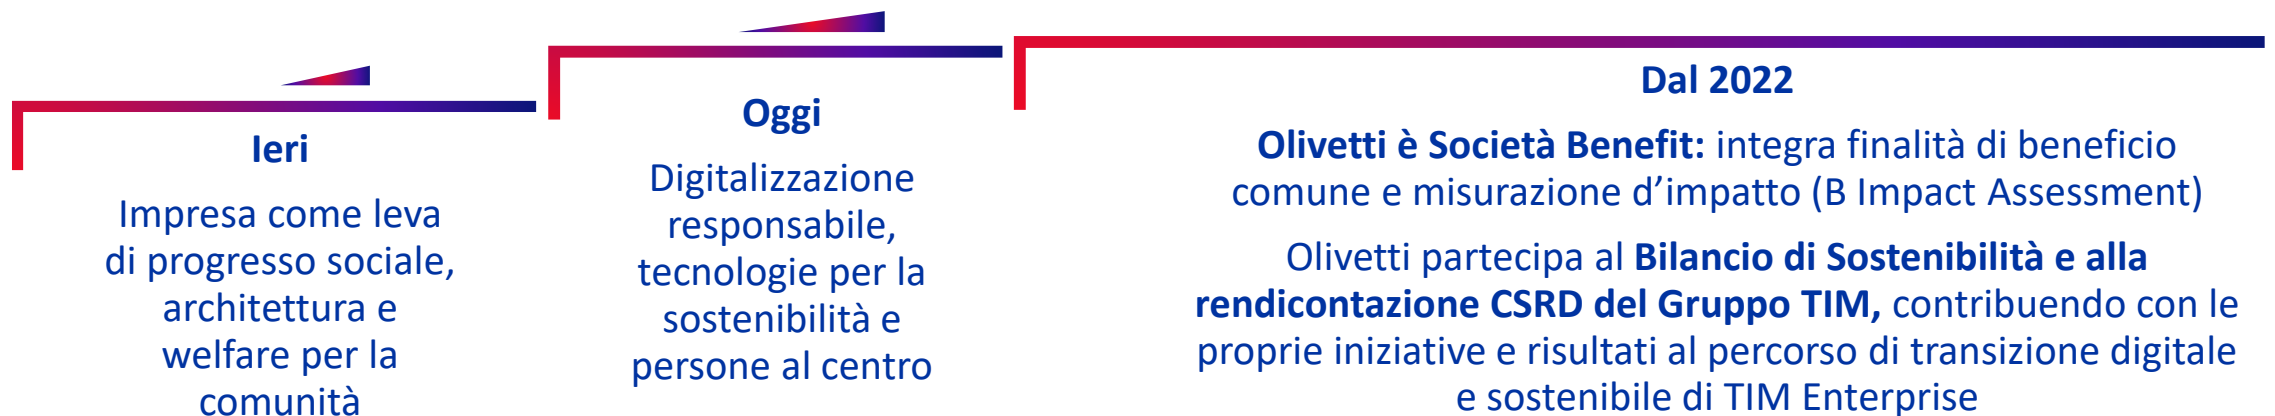 Ieri
Impresa come leva
di progresso sociale,
architettura e
welfare per la
comunità
Oggi
Digitalizzazione
responsabile,
tecnologie per la
sostenibilità e
persone al centro
Dal 2022
Olivetti è Società Benefit: integra finalità di beneficio
comune e misurazione d’impatto (B Impact Assessment)
Olivetti partecipa al Bilancio di Sostenibilità e alla
rendicontazione CSRD del Gruppo TIM, contribuendo con le
proprie iniziative e risultati al percorso di transizione digitale
e sostenibile di TIM Enterprise